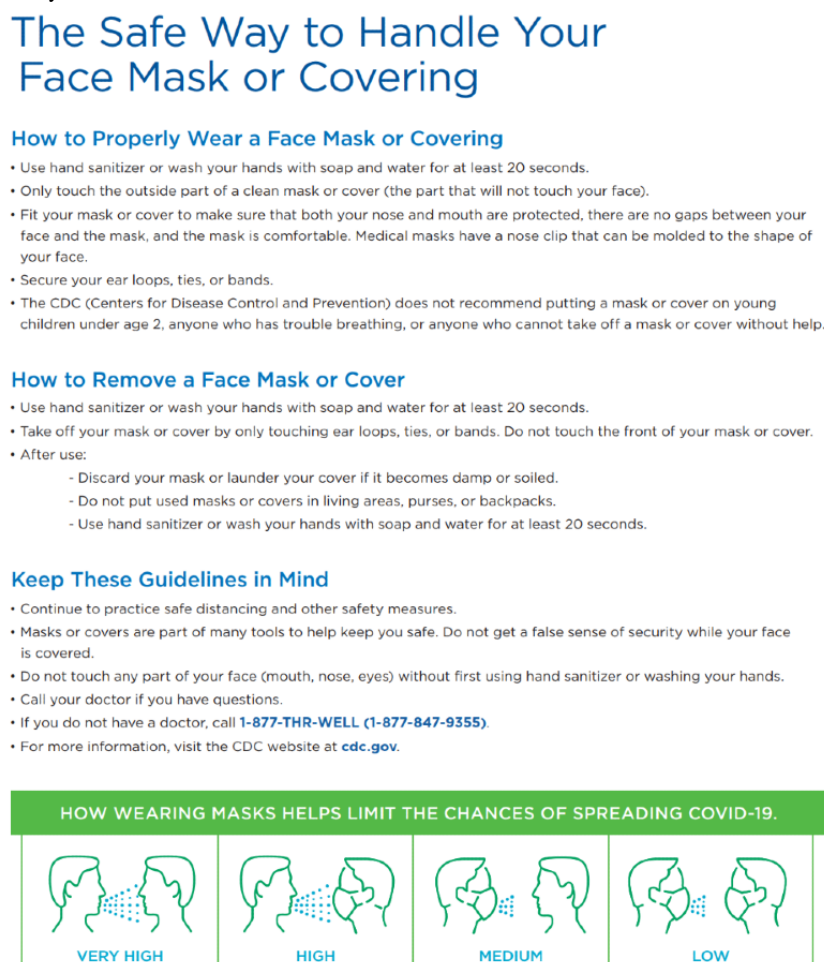 The Safe Way to Handle Your
Face Mask or Covering
How to Properly Wear a Face Mask or Covering
• Use hand sanitizer or wash your hands with soap and water for at least 20 seconds.
• Only touch the outside part of a clean mask or cover (the part that will not touch your face).
• Fit your mask or cover to make sure that both your nose and mouth are protected, there are no gaps between your
face and the mask, and the mask is comfortable. Medical masks have a nose clip that can be molded to the shape of
your face.
• Secure your ear loops, ties, or bands.
• The CDC (Centers for Disease Control and Prevention) does not recommend putting a mask or cover on young
children under age 2, anyone who has trouble breathing, or anyone who cannot take off a mask or cover without help.
How to Remove a Face Mask or Cover
• Use hand sanitizer or wash your hands with soap and water for at least 20 seconds.
• Take off your mask or cover by only touching ear loops, ties, or bands. Do not touch the front of your mask or cover.
• After use:
- Discard your mask or launder your cover if it becomes damp or soiled.
- Do not put used masks or covers in living areas, purses, or backpacks.
- Use hand sanitizer or wash your hands with soap and water for at least 20 seconds.
Keep These Guidelines in Mind
• Continue to practice safe distancing and other safety measures.
• Masks or covers are part of many tools to help keep you safe. Do not get a false sense of security while your face
is covered.
• Do not touch any part of your face (mouth, nose, eyes) without first using hand sanitizer or washing your hands.
• Call your doctor if you have questions.
• If you do not have a doctor, call 1-877-THR-WELL (1-877-847-9355).
• For more information, visit the CDC website at cdc.gov.
HOW WEARING MASKS HELPS LIMIT THE CHANCES OF SPREADING COVID-19.
VERY HIGH
HIGH
MEDIUM
LOW